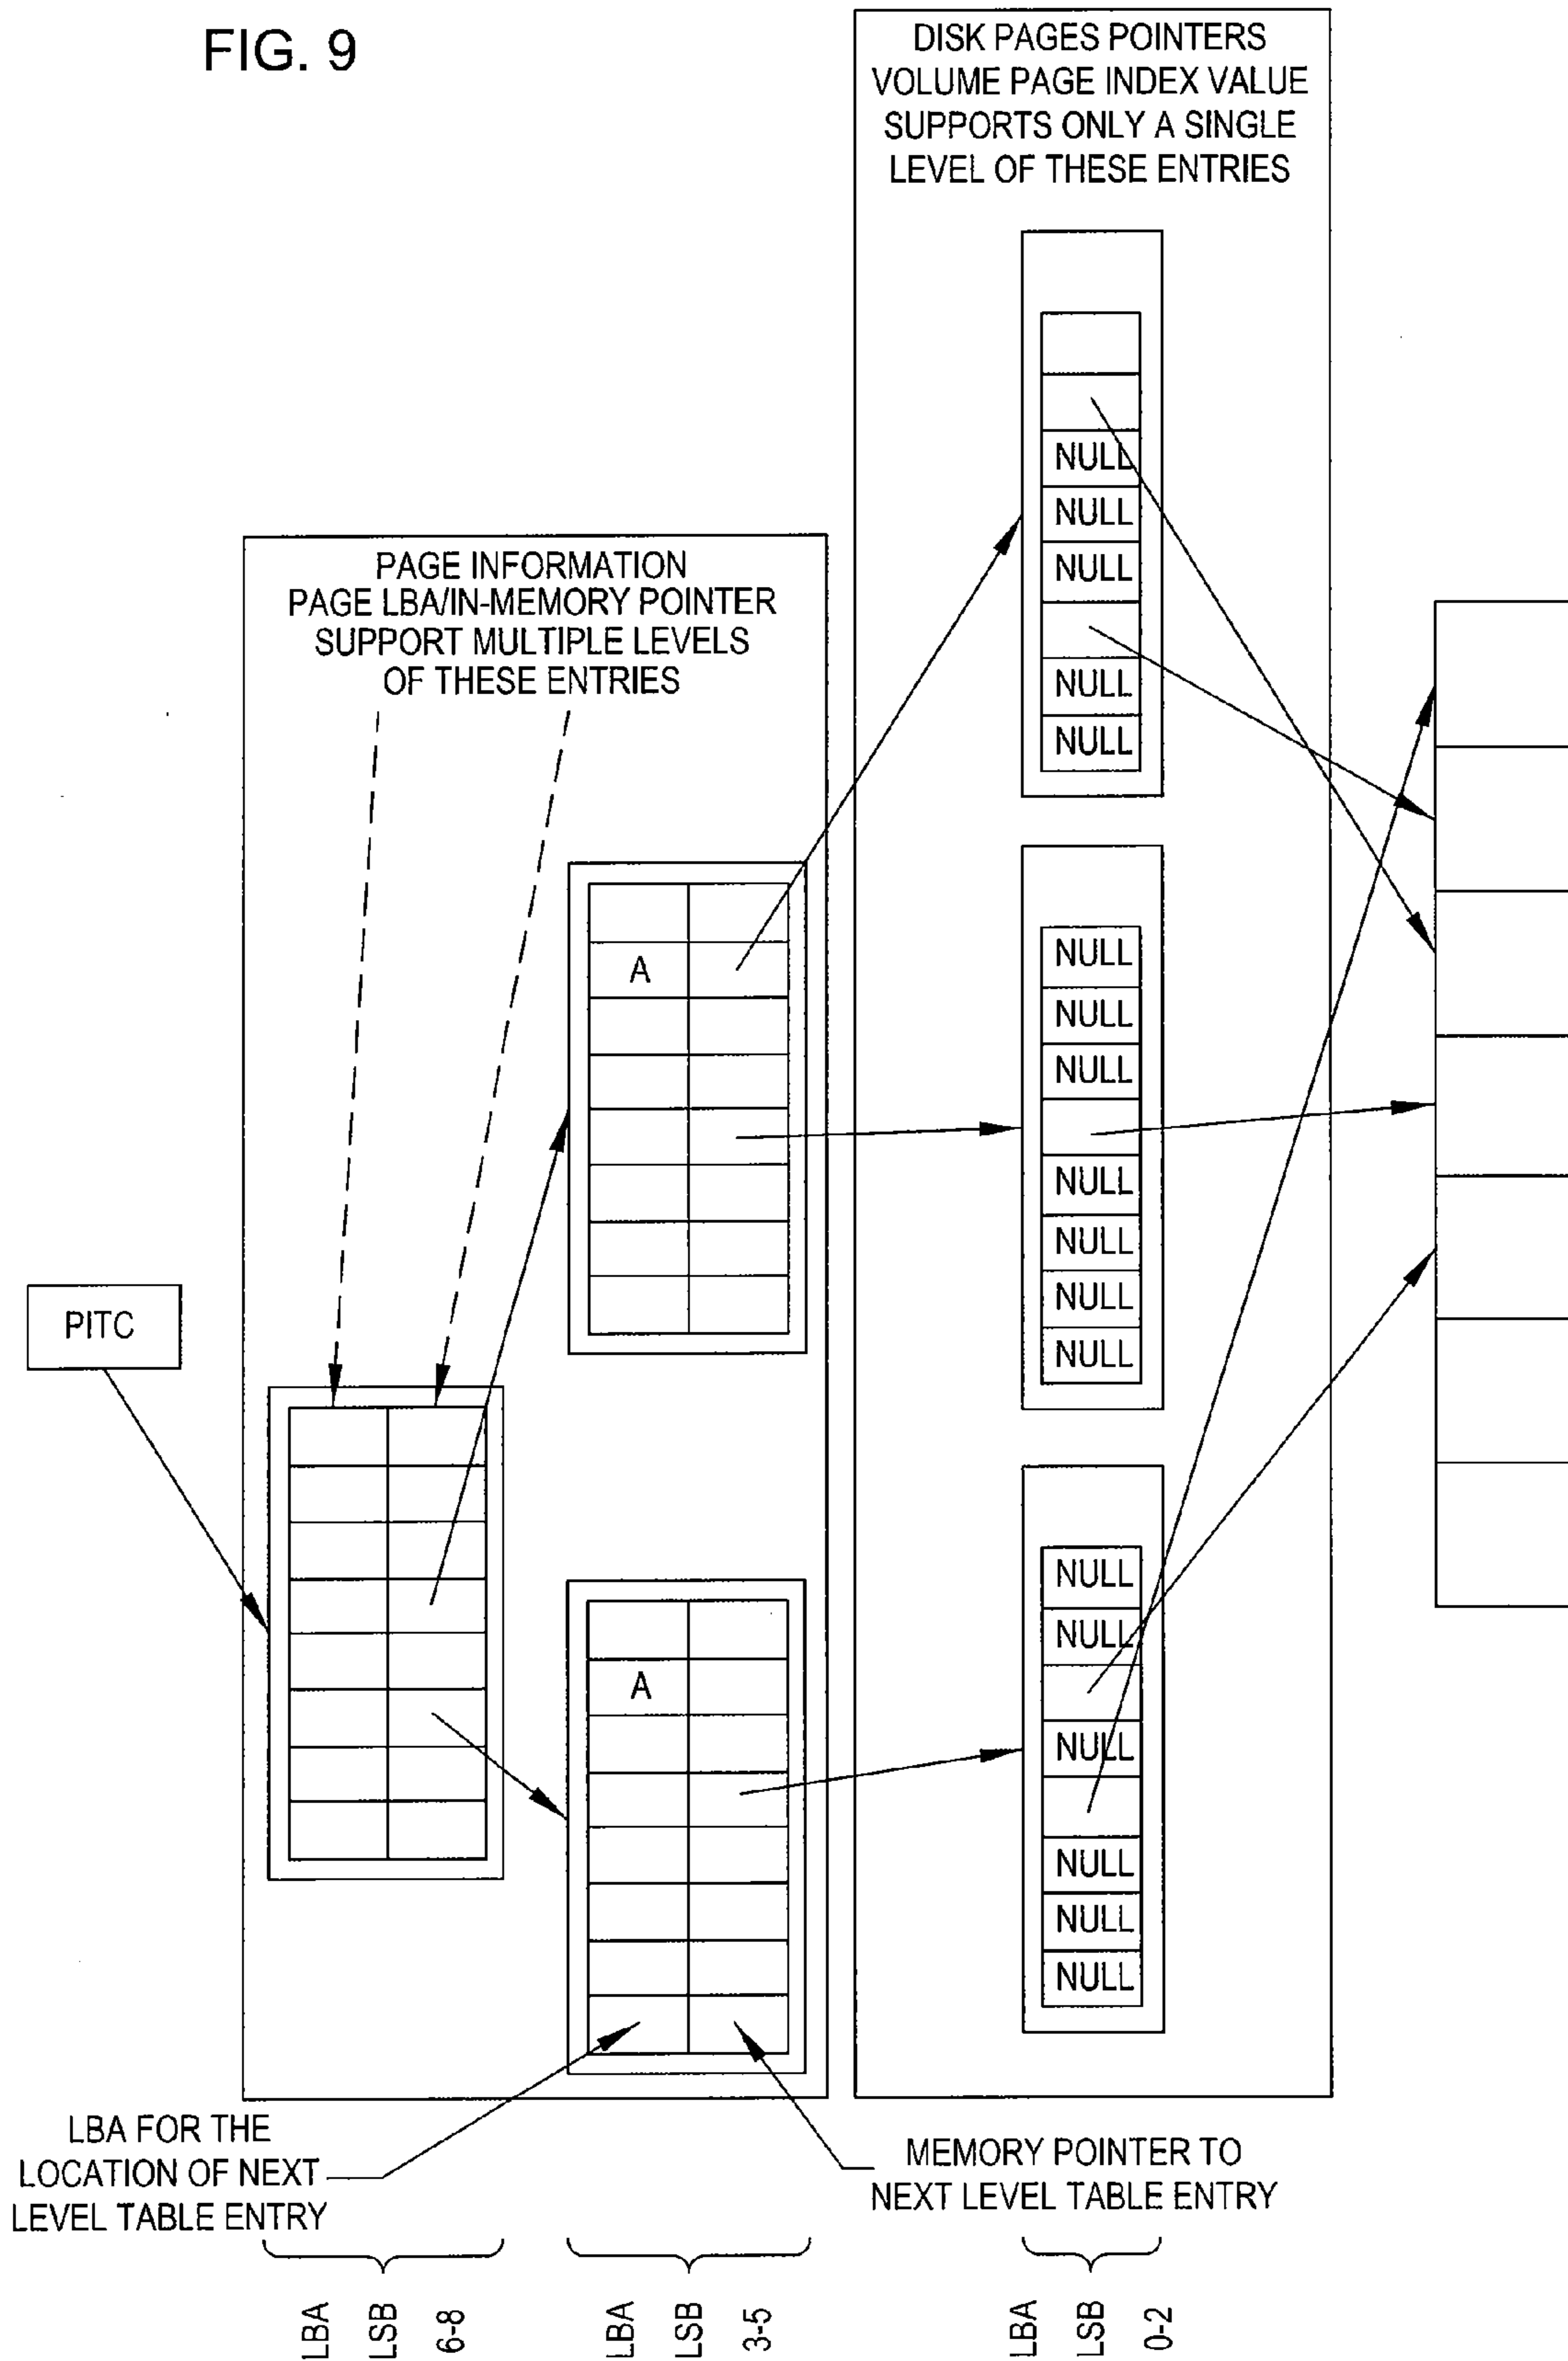 FIG. 9
DISK PAGES POINTERS
VOLUME PAGE INDEX VALUE
SUPPORTS ONLY A SINGLE
LEVEL OF THESE ENTRIES
NULL
NULL
NULL
NULL
NULL
PAGE INFORMATION
PAGE LBA/IN-MEMORY POINTER
SUPPORT MULTIPLE LEVELS
OF THESE ENTRIES
A
NULL
NULL
NULL
NULL
NULL
NULL
NULL
PITC
A
NULL
NULL
NULL
NULL
NULL
NULL
LBA FOR THE
LOCATION OF NEXT
LEVEL TABLE ENTRY
MEMORY POINTER TO
NEXT LEVEL TABLE ENTRY
LBA
LSB
6-8
LBA
LSB
3-5
LBA
LSB
0-2